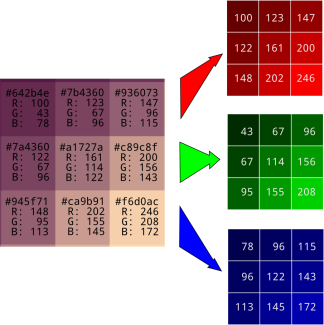 #642b4e #7b4360 #936073
R: 100 R: 123 R: 147
G: 43 G: 67 G: 96
B: 78 B: 96 B: 115
#7a4360 #a1727a #c89c8f
R: 122 R: 161 R: 200
G: 67 G: 114 G: 156
B: 96 B: 122 B: 143
#945f71 #ca9b91 #f6d0ac
R: 148 R: 202 R: 246
G: 95 G: 155 G: 208
B: 113 B: 145 B: 172
100 123 147
122 161 200
148 202 246
43 67 96
67 114 156
95 155 208
78 96 115
96 122 143
113 145 172